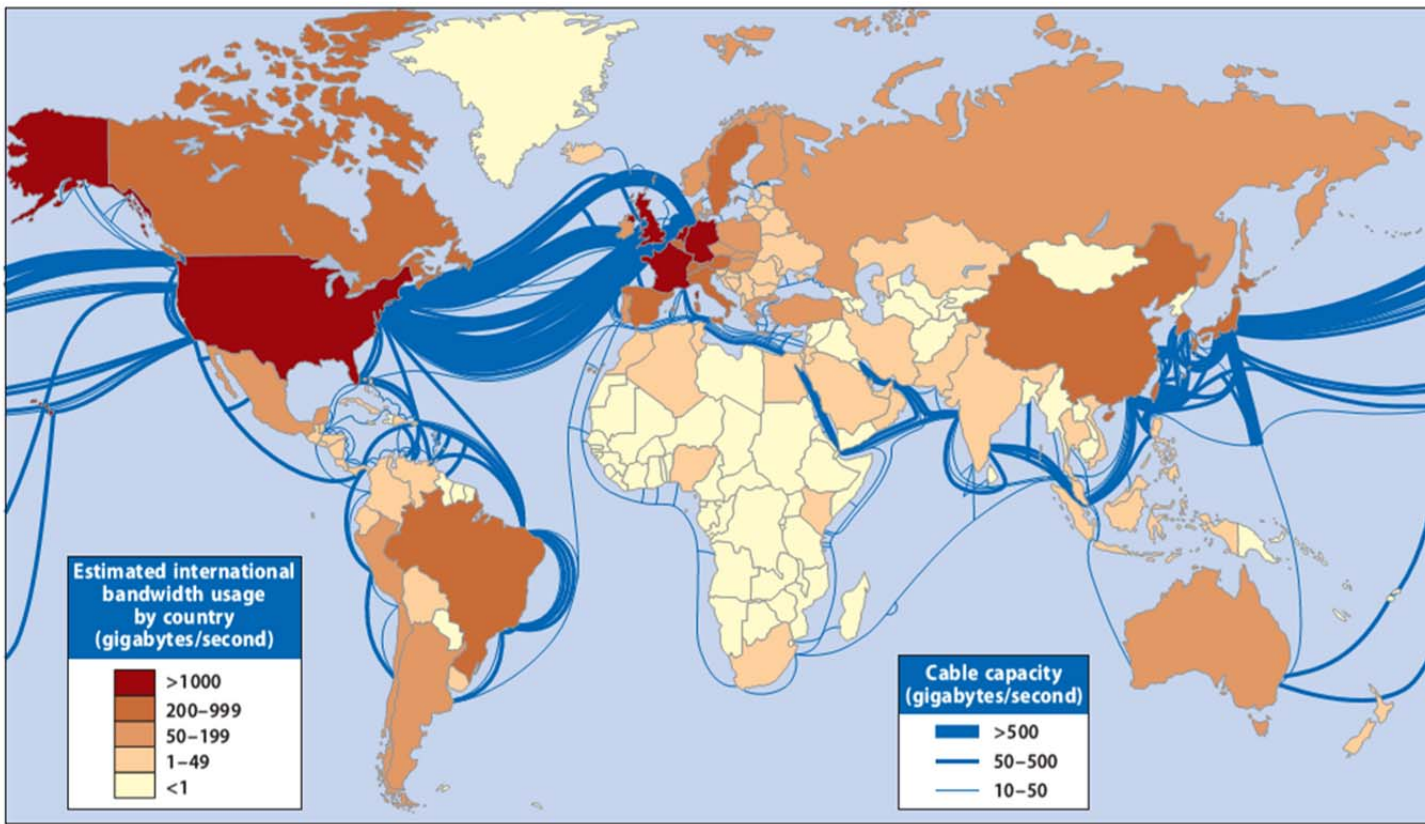 Estimated international
bandwidth usage
by country
(gigabytes/second)
>1000
200–999
50–199
1–49
<1
Cable capacity
(gigabytes/second)
>500
50–500
10–50